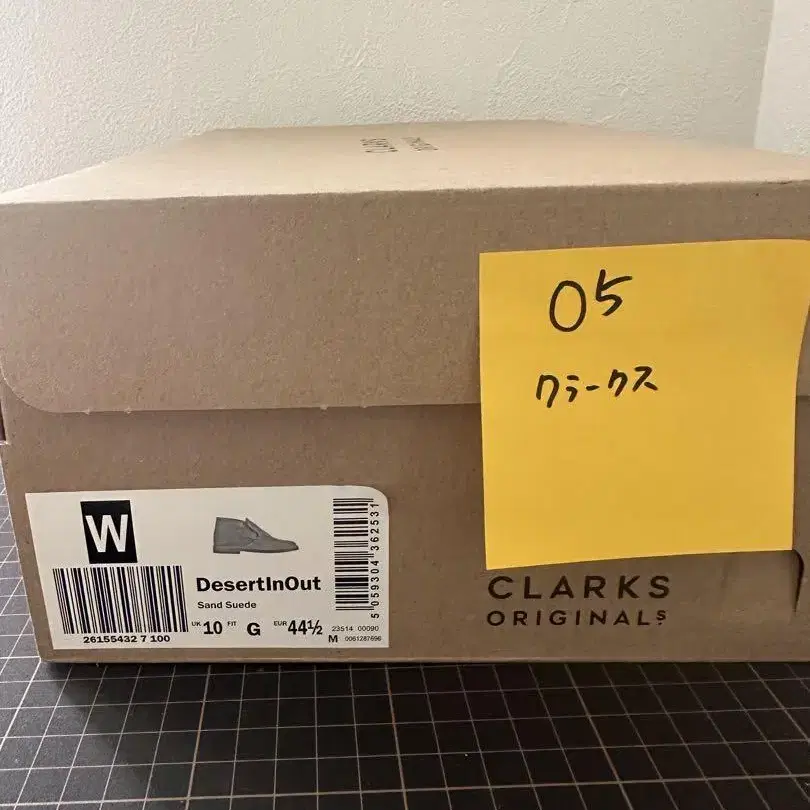 CLARKS
05
クラークス
W
DesertInOut
Sand Suede
26155432 7 100
UK 10 FIT G EUR 44½
23514 00090
M 0061287696
5 059304 362531
CLARKS
ORIGINALS